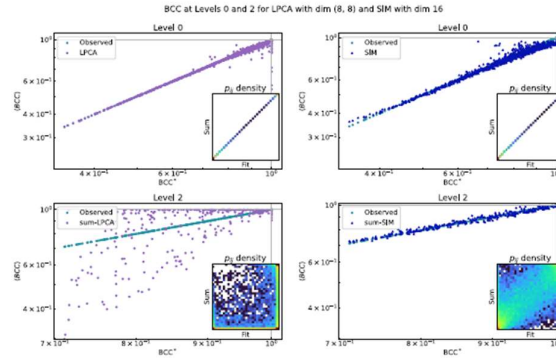 BCC at Levels 0 and 2 for LPCA with dim (8, 8) and SIM with dim 16
Level 0
Level 0
10⁰
Observed
LPCA
6 × 10⁻¹
4 × 10⁻¹
3 × 10⁻¹
⟨BCC⟩
pᵢⱼ density
Sum
Fit
4 × 10⁻¹
6 × 10⁻¹
10⁰
BCC*
10⁰
Observed
SIM
6 × 10⁻¹
4 × 10⁻¹
3 × 10⁻¹
⟨BCC⟩
pᵢⱼ density
Sum
Fit
4 × 10⁻¹
6 × 10⁻¹
BCC*
Level 2
Level 2
10⁰
Observed
sum-LPCA
6 × 10⁻¹
4 × 10⁻¹
⟨BCC⟩
pᵢⱼ density
Sum
Fit
7 × 10⁻¹
8 × 10⁻¹
9 × 10⁻¹
10⁰
BCC*
10⁰
Observed
sum-SIM
6 × 10⁻¹
4 × 10⁻¹
⟨BCC⟩
pᵢⱼ density
Sum
Fit
7 × 10⁻¹
8 × 10⁻¹
9 × 10⁻¹
BCC*